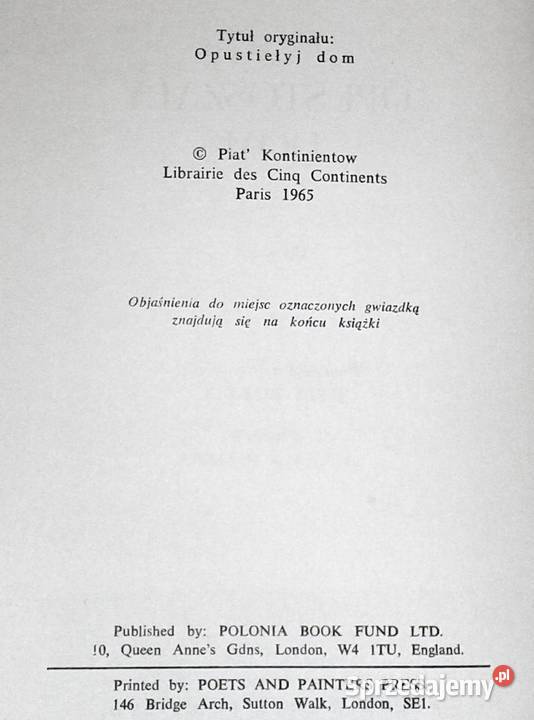 Tytuł oryginału:
Opustiełyj dom
© Piat' Kontinientow
Librairie des Cinq Continents
Paris 1965
Objaśnienia do miejsc oznaczonych gwiazdką
znajdują się na końcu książki
Published by: POLONIA BOOK FUND LTD.
10, Queen Anne's Gdns, London, W4 1TU, England.
Printed by: POETS AND PAINTERS PRESS
146 Bridge Arch, Sutton Walk, London, SE1.
Sprzedajemy.pl